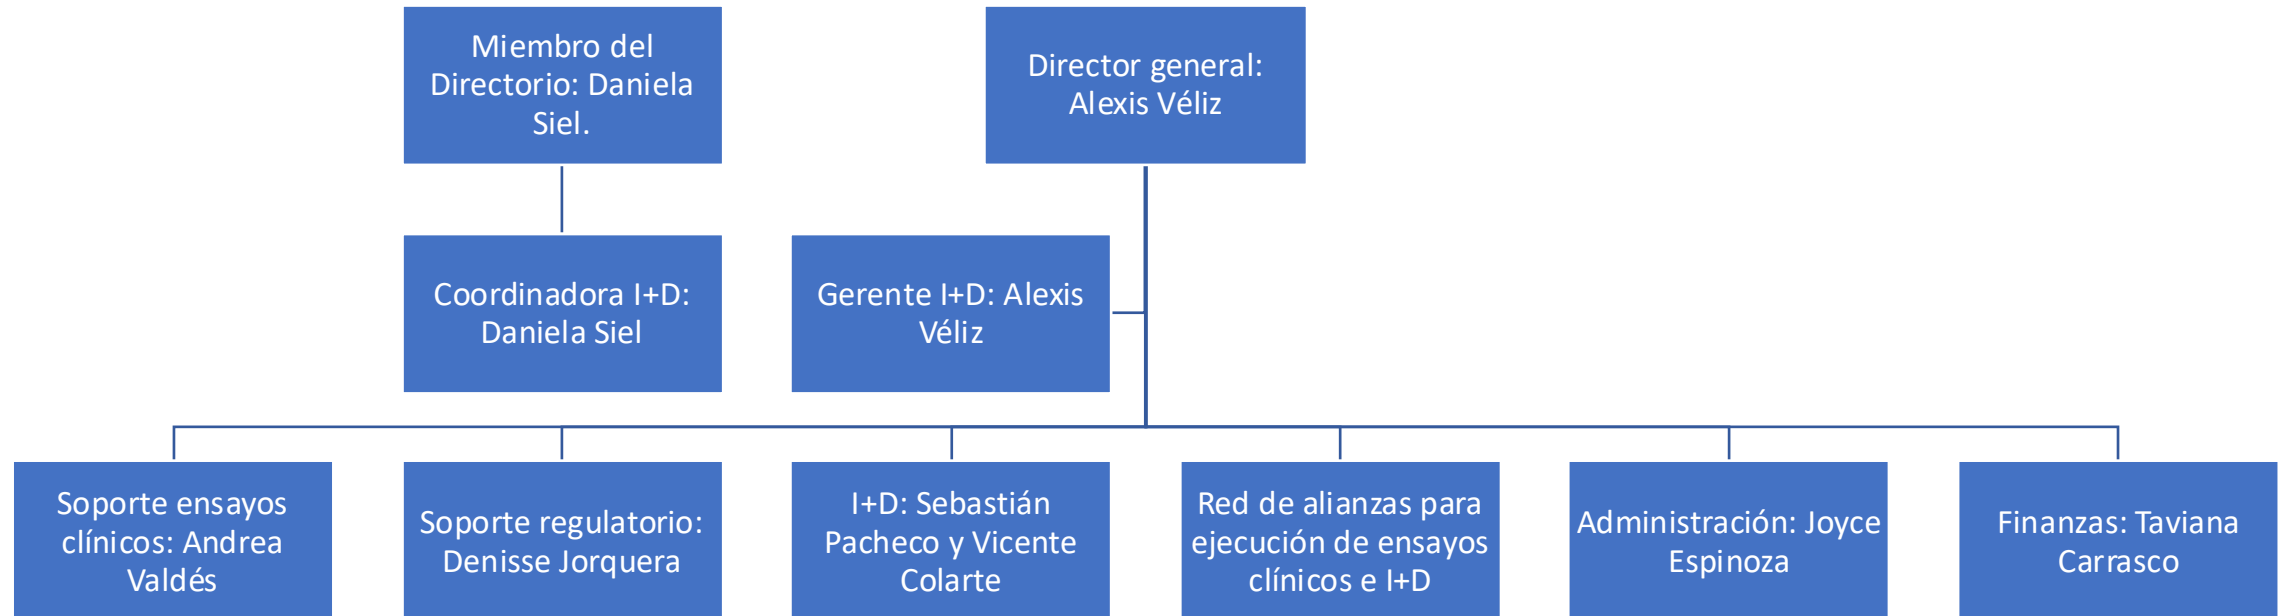 Miembro del
Directorio: Daniela
Siel.
Director general:
Alexis Véliz
Coordinadora I+D:
Daniela Siel
Gerente I+D: Alexis
Véliz
Soporte ensayos
clínicos: Andrea
Valdés
Soporte regulatorio:
Denisse Jorquera
I+D: Sebastián
Pacheco y Vicente
Colarte
Red de alianzas para
ejecución de ensayos
clínicos e I+D
Administración: Joyce
Espinoza
Finanzas: Taviana
Carrasco